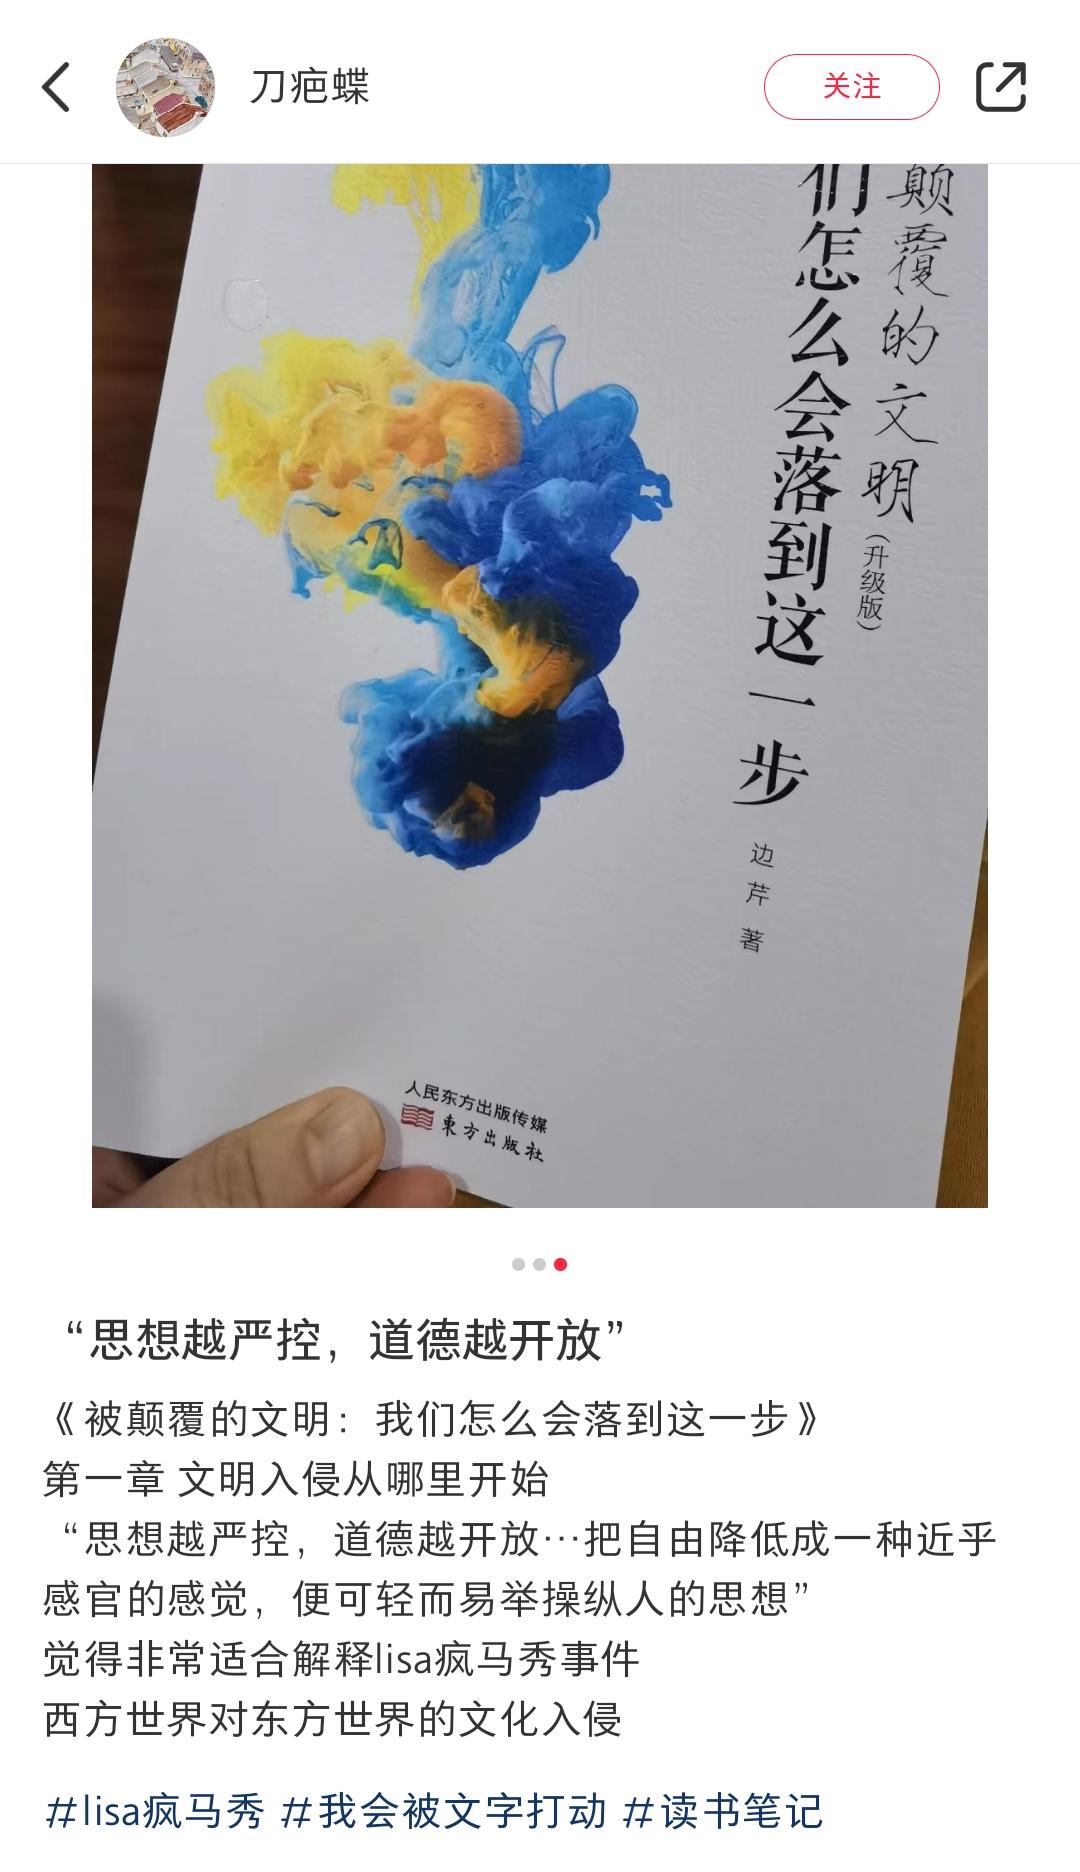 刀疤蝶
关注
颠覆的文明(升级版)
们怎么会落到这一步
边芹 著
人民东方出版传媒
東方出版社
“思想越严控，道德越开放”
《被颠覆的文明：我们怎么会落到这一步》
第一章 文明入侵从哪里开始
“思想越严控，道德越开放…把自由降低成一种近乎
感官的感觉，便可轻而易举操纵人的思想”
觉得非常适合解释lisa疯马秀事件
西方世界对东方世界的文化入侵
#lisa疯马秀 #我会被文字打动 #读书笔记